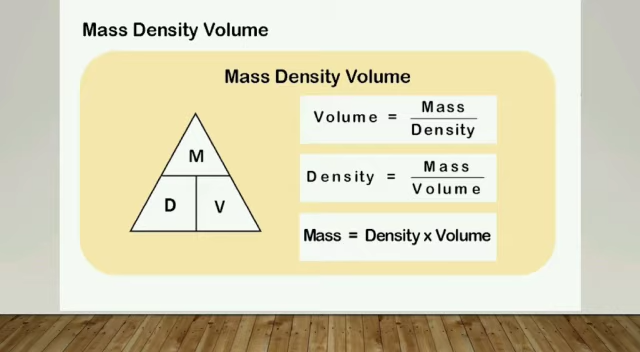 Mass Density Volume
Mass Density Volume
M
D V
Volume = Mass
Density
Density = Mass
Volume
Mass = Density x Volume